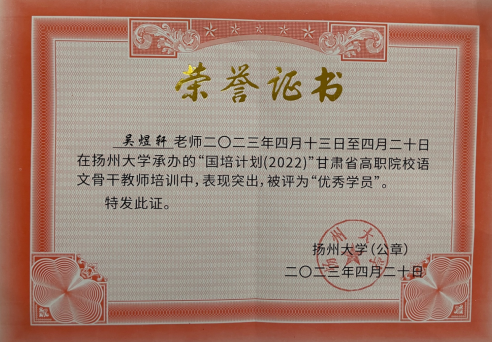 荣誉证书
吴煜轩 老师二〇二三年四月十三日至四月二十日
在扬州大学承办的“国培计划(2022)”甘肃省高职院校语
文骨干教师培训中,表现突出,被评为“优秀学员”。
特发此证。
扬州大学
扬州大学(公章)
二〇二三年四月二十日